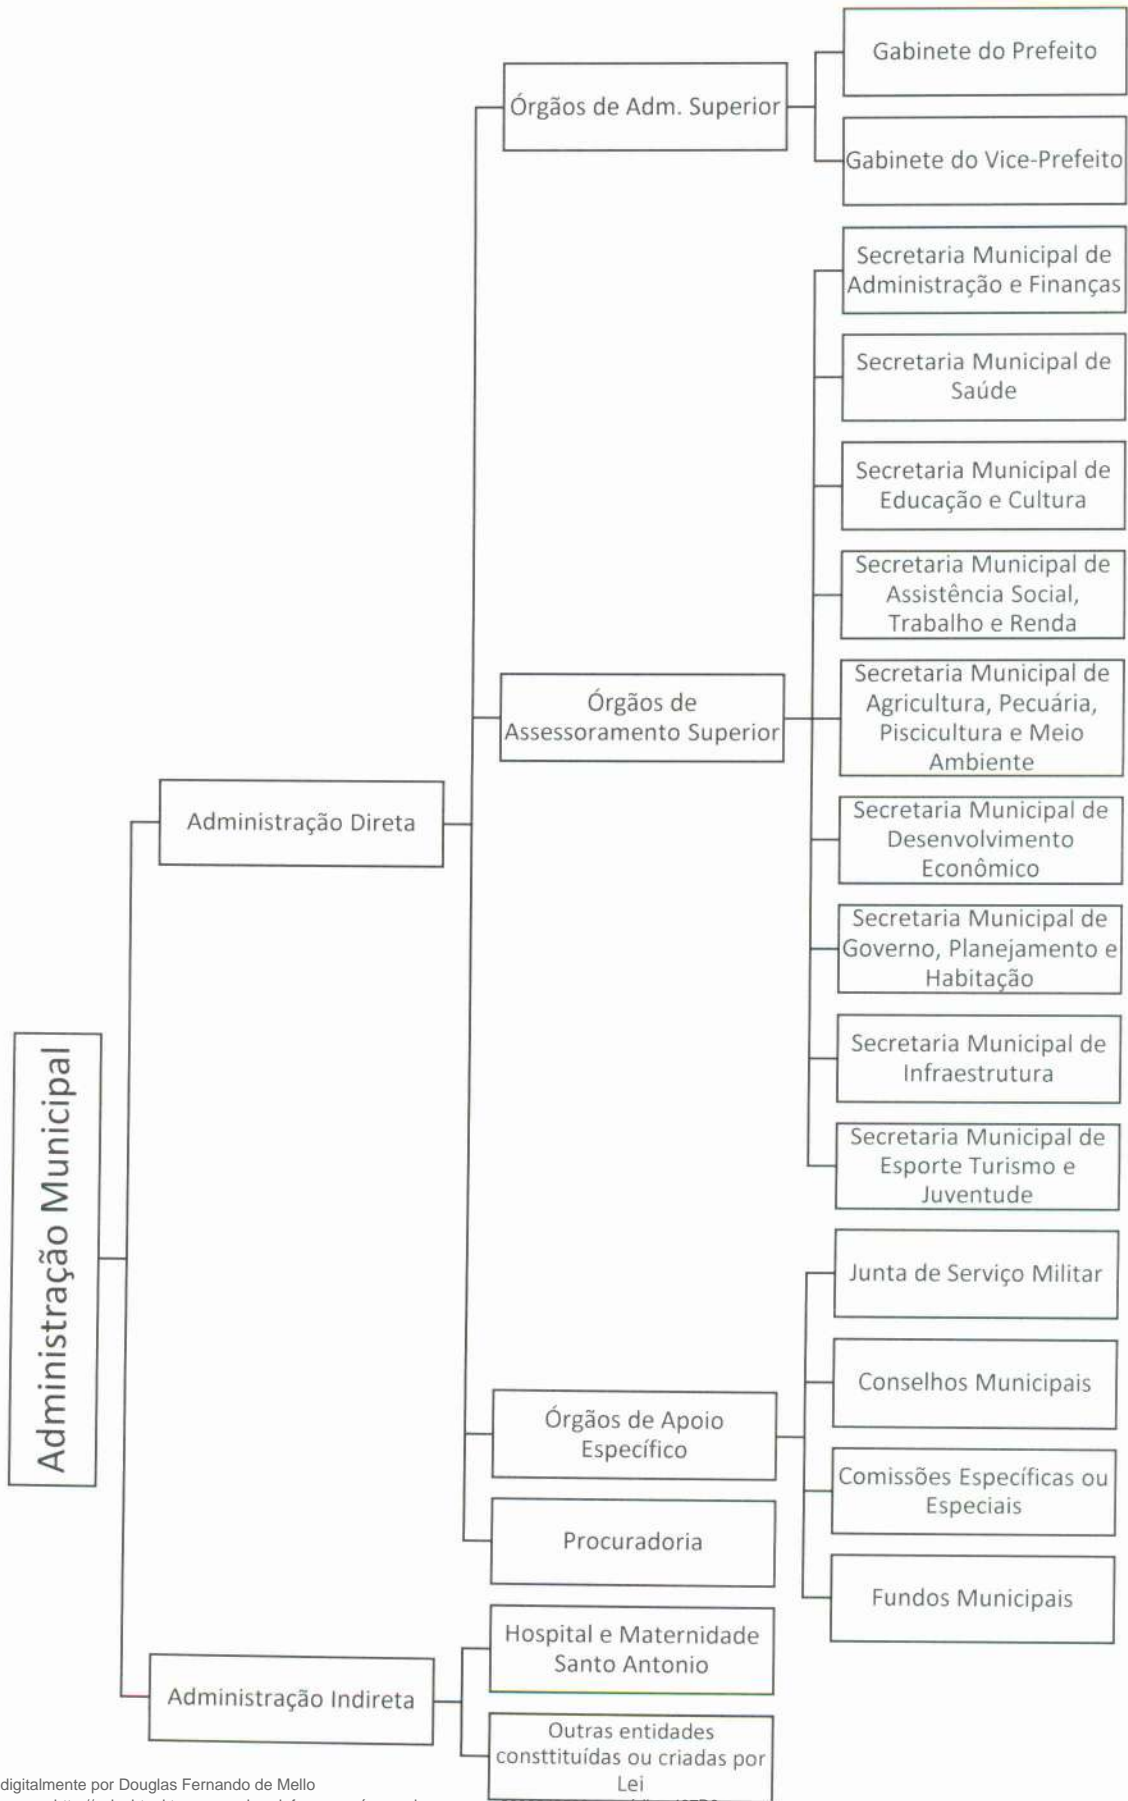 Administração Municipal
Administração Direta
Órgãos de Adm. Superior
Gabinete do Prefeito
Gabinete do Vice-Prefeito
Órgãos de
Assessoramento Superior
Secretaria Municipal de
Administração e Finanças
Secretaria Municipal de
Saúde
Secretaria Municipal de
Educação e Cultura
Secretaria Municipal de
Assistência Social,
Trabalho e Renda
Secretaria Municipal de
Agricultura, Pecuária,
Piscicultura e Meio
Ambiente
Secretaria Municipal de
Desenvolvimento
Econômico
Secretaria Municipal de
Governo, Planejamento e
Habitação
Secretaria Municipal de
Infraestrutura
Secretaria Municipal de
Esporte Turismo e
Juventude
Órgãos de Apoio
Específico
Junta de Serviço Militar
Conselhos Municipais
Comissões Específicas ou
Especiais
Fundos Municipais
Procuradoria
Administração Indireta
Hospital e Maternidade
Santo Antonio
Outras entidades
consttituídas ou criadas por
Lei
digitalmente por Douglas Fernando de Mello